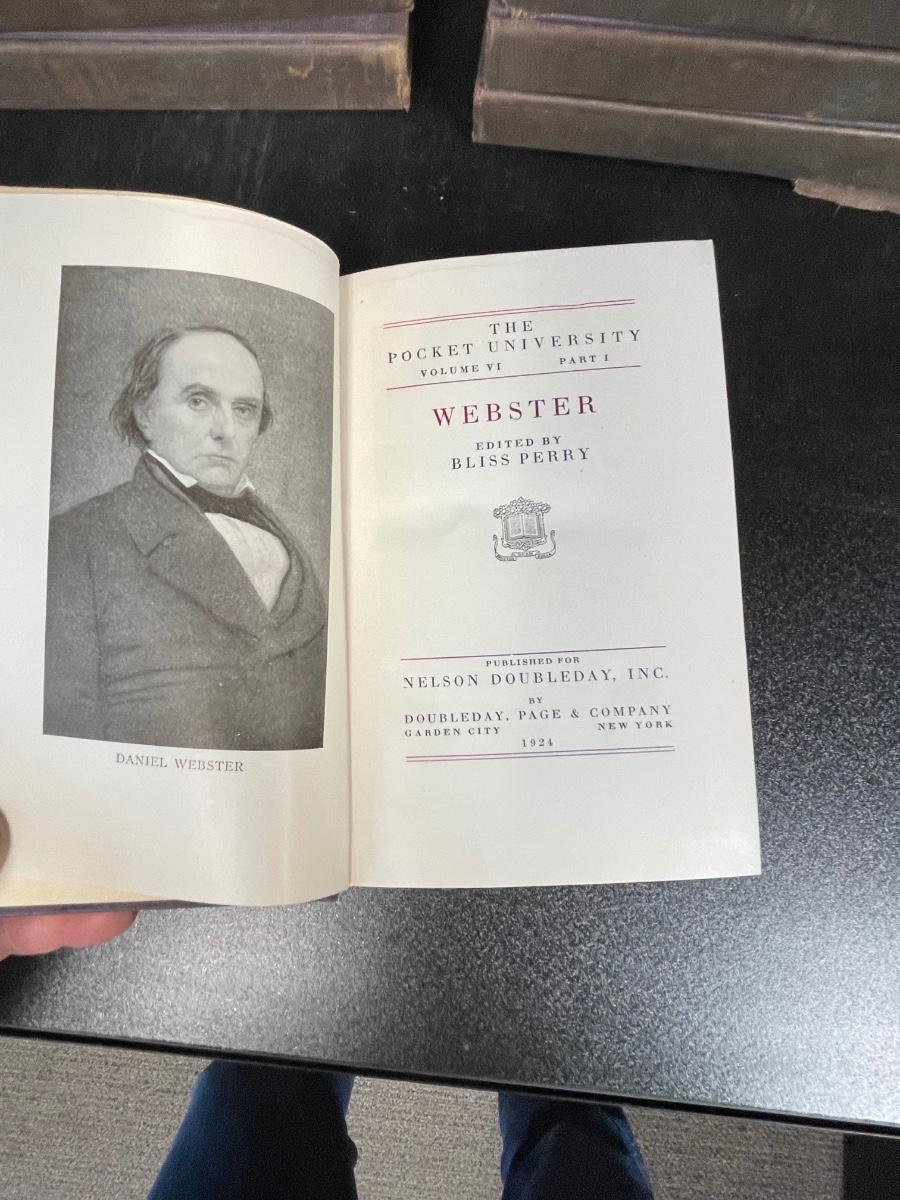 DANIEL WEBSTER
THE
POCKET UNIVERSITY
VOLUME VI PART I
WEBSTER
EDITED BY
BLISS PERRY
PUBLISHED FOR
NELSON DOUBLEDAY, INC.
BY
DOUBLEDAY, PAGE & COMPANY
GARDEN CITY NEW YORK
1924